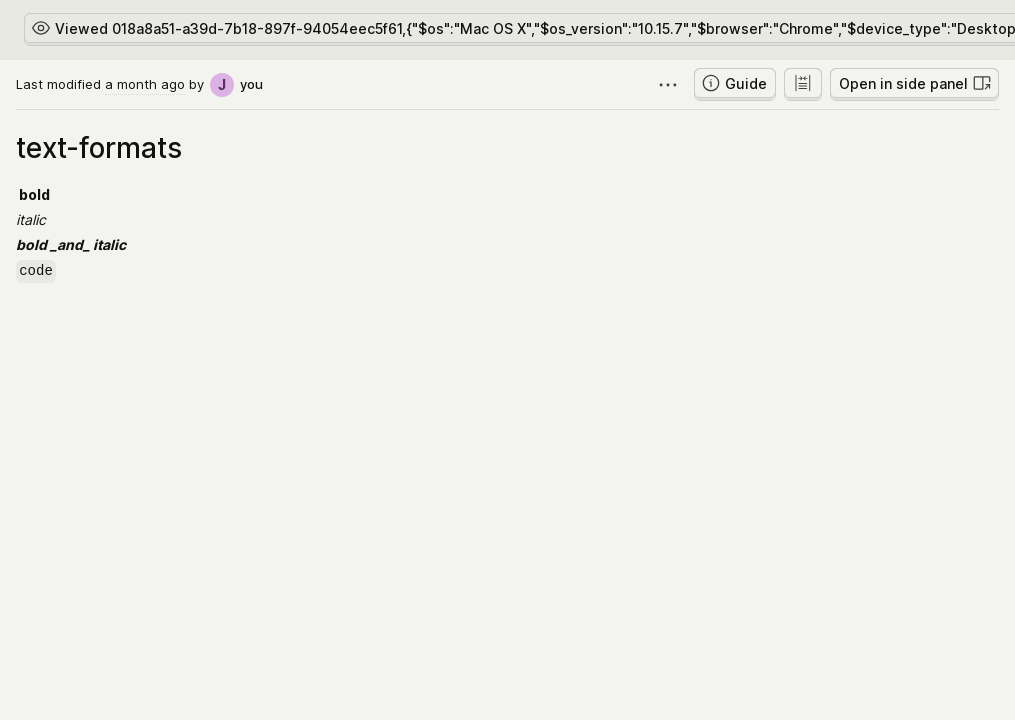 Viewed 018a8a51-a39d-7b18-897f-94054eec5f61,{"$os":"Mac OS X","$os_version":"10.15.7","$browser":"Chrome","$device_type":"Desktop
Last modified a month ago by J you
Guide
Open in side panel
text-formats
bold
italic
bold _and_ italic
code